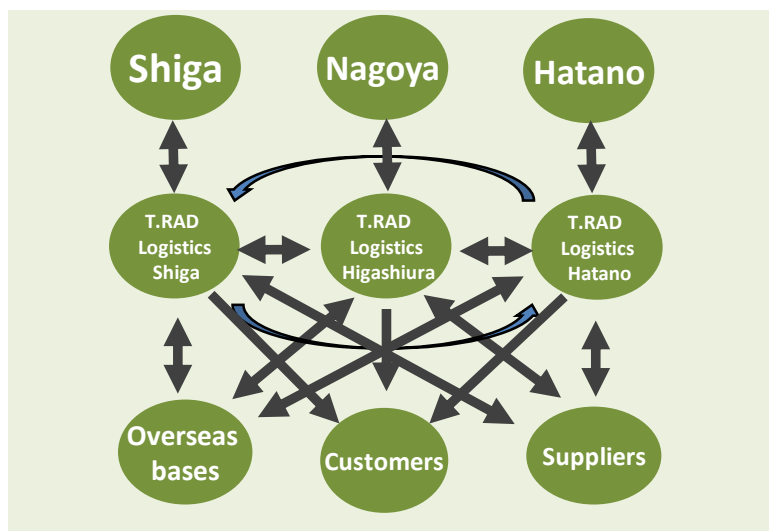 Shiga
Nagoya
Hatano
T.RAD
Logistics
Shiga
T.RAD
Logistics
Higashiura
T.RAD
Logistics
Hatano
Overseas
bases
Customers
Suppliers